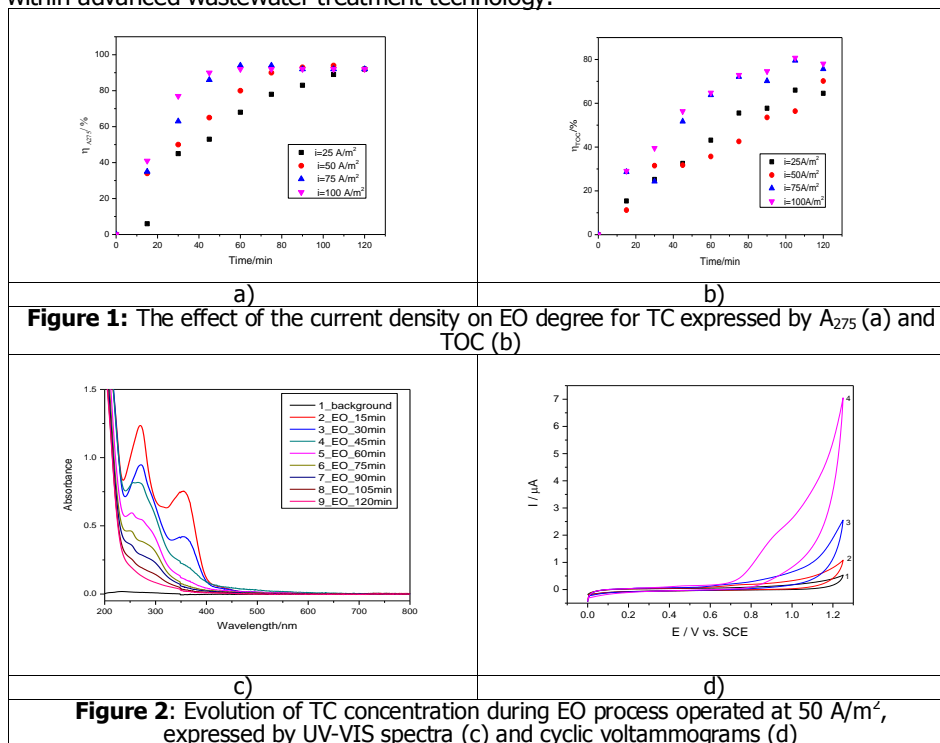 within advanced wastewater treatment technology.
100
80
60
40
20
0
η A275/ %
i=25 A/m²
i=50 A/m²
i=75 A/m²
i=100 A/m²
0 20 40 60 80 100 120
Time/min
80
60
40
20
0
ηTOC/%
i=25A/m²
i=50A/m²
i=75A/m²
i=100A/m²
0 20 40 60 80 100 120
Time/min
a) b)
Figure 1: The effect of the current density on EO degree for TC expressed by A₂₇₅ (a) and
TOC (b)
1.5
1.0
0.5
0.0
Absorbance
1_background
2_EO_15min
3_EO_30min
4_EO_45min
5_EO_60min
6_EO_75min
7_EO_90min
8_EO_105min
9_EO_120min
200 300 400 500 600 700 800
Wavelength/nm
7
6
5
4
3
2
1
0
I / µA
4
3
2
1
0.0 0.2 0.4 0.6 0.8 1.0 1.2
E / V vs. SCE
c) d)
Figure 2: Evolution of TC concentration during EO process operated at 50 A/m²,
expressed by UV-VIS spectra (c) and cyclic voltammograms (d)